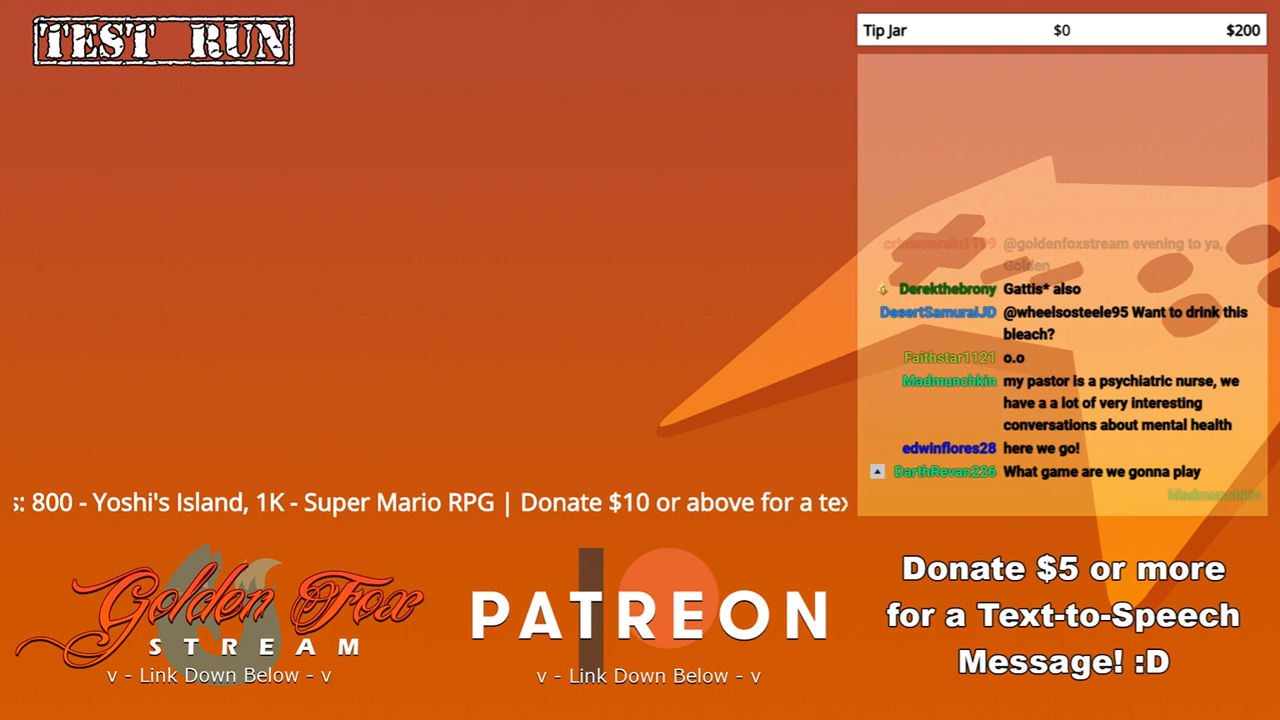 TEST RUN
Tip Jar $0 $200
crimsonrain1199 @goldenfoxstream evening to ya,
Golden
Derekthebrony Gattis* also
DesertSamuraiJD @wheelsosteele95 Want to drink this
bleach?
Faithstar1121 o.o
Madmunchkin my pastor is a psychiatric nurse, we
have a a lot of very interesting
conversations about mental health
edwinflores28 here we go!
DarthRevan226 What game are we gonna play
Madmunchkin
s: 800 - Yoshi's Island, 1K - Super Mario RPG | Donate $10 or above for a tex
Golden Fox
STREAM
v - Link Down Below - v
PATREON
v - Link Down Below - v
Donate $5 or more
for a Text-to-Speech
Message! :D